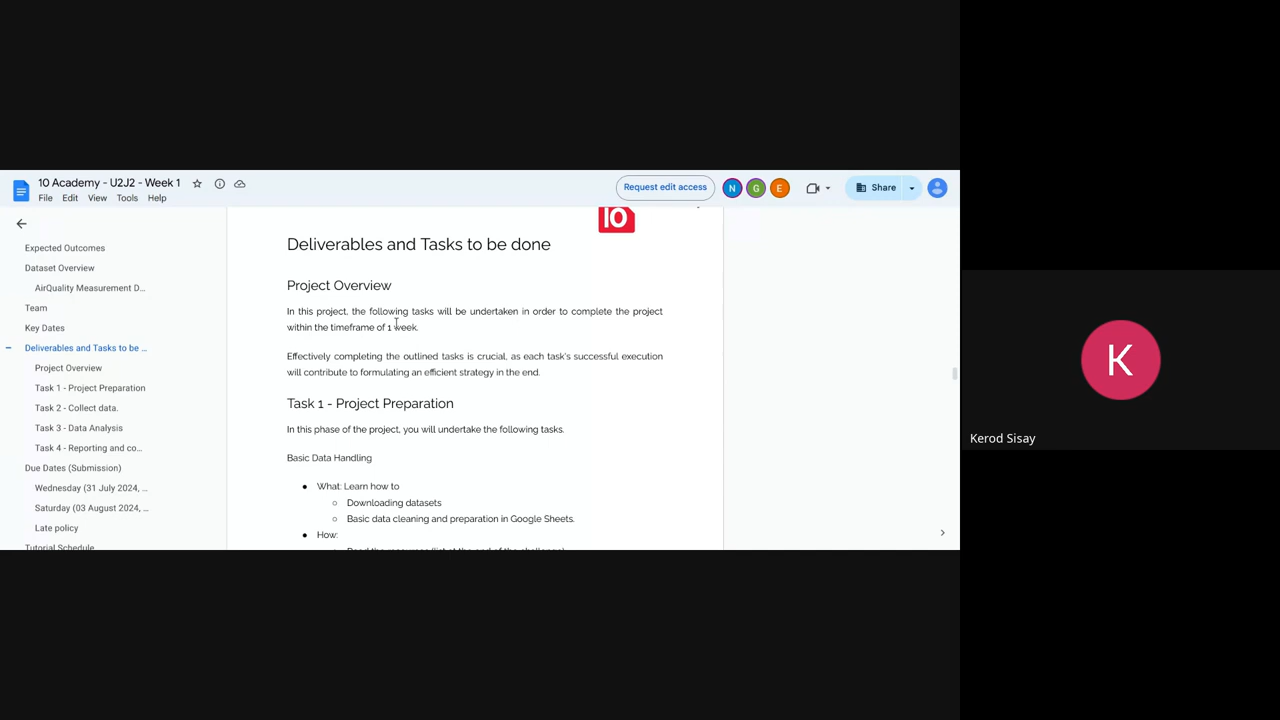 10 Academy - U2J2 - Week 1
File Edit View Tools Help
Request edit access
N G E
Share
Expected Outcomes
Dataset Overview
AirQuality Measurement D...
Team
Key Dates
Deliverables and Tasks to be ...
Project Overview
Task 1 - Project Preparation
Task 2 - Collect data.
Task 3 - Data Analysis
Task 4 - Reporting and co...
Due Dates (Submission)
Wednesday (31 July 2024, ...
Saturday (03 August 2024, ...
Late policy
Tutorial Schedule
10
Deliverables and Tasks to be done
Project Overview
In this project, the following tasks will be undertaken in order to complete the project
within the timeframe of 1 week.
Effectively completing the outlined tasks is crucial, as each task's successful execution
will contribute to formulating an efficient strategy in the end.
Task 1 - Project Preparation
In this phase of the project, you will undertake the following tasks.
Basic Data Handling
● What: Learn how to
○ Downloading datasets
○ Basic data cleaning and preparation in Google Sheets.
● How:
K
Kerod Sisay